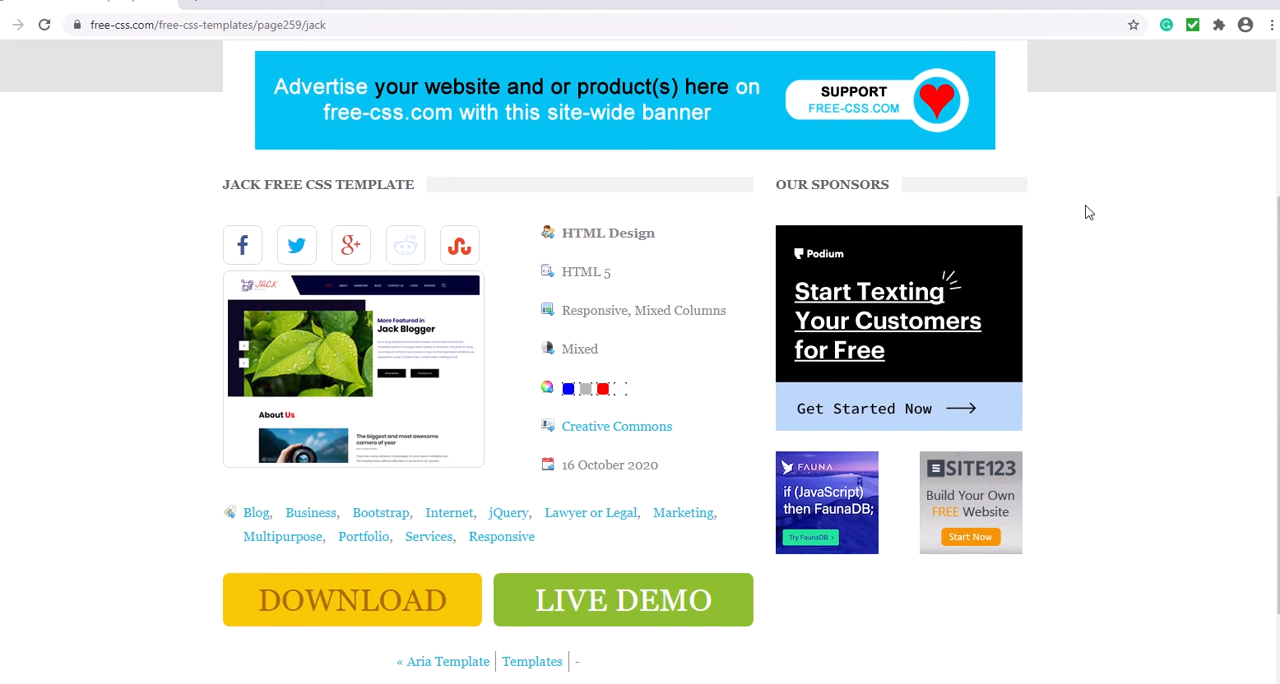 free-css.com/free-css-templates/page259/jack
Advertise your website and or product(s) here on
free-css.com with this site-wide banner
SUPPORT
FREE-CSS.COM
JACK FREE CSS TEMPLATE
OUR SPONSORS
HTML Design
HTML 5
Responsive, Mixed Columns
Mixed
Creative Commons
16 October 2020
JACK
More Featured in
Jack Blogger
About Us
The biggest and most awesome
camera of year
Podium
Start Texting
Your Customers
for Free
Get Started Now
FAUNA
if (JavaScript)
then FaunaDB;
Try FaunaDB ›
SITE123
Build Your Own
FREE Website
Start Now
Blog, Business, Bootstrap, Internet, jQuery, Lawyer or Legal, Marketing,
Multipurpose, Portfolio, Services, Responsive
DOWNLOAD
LIVE DEMO
« Aria Template Templates -